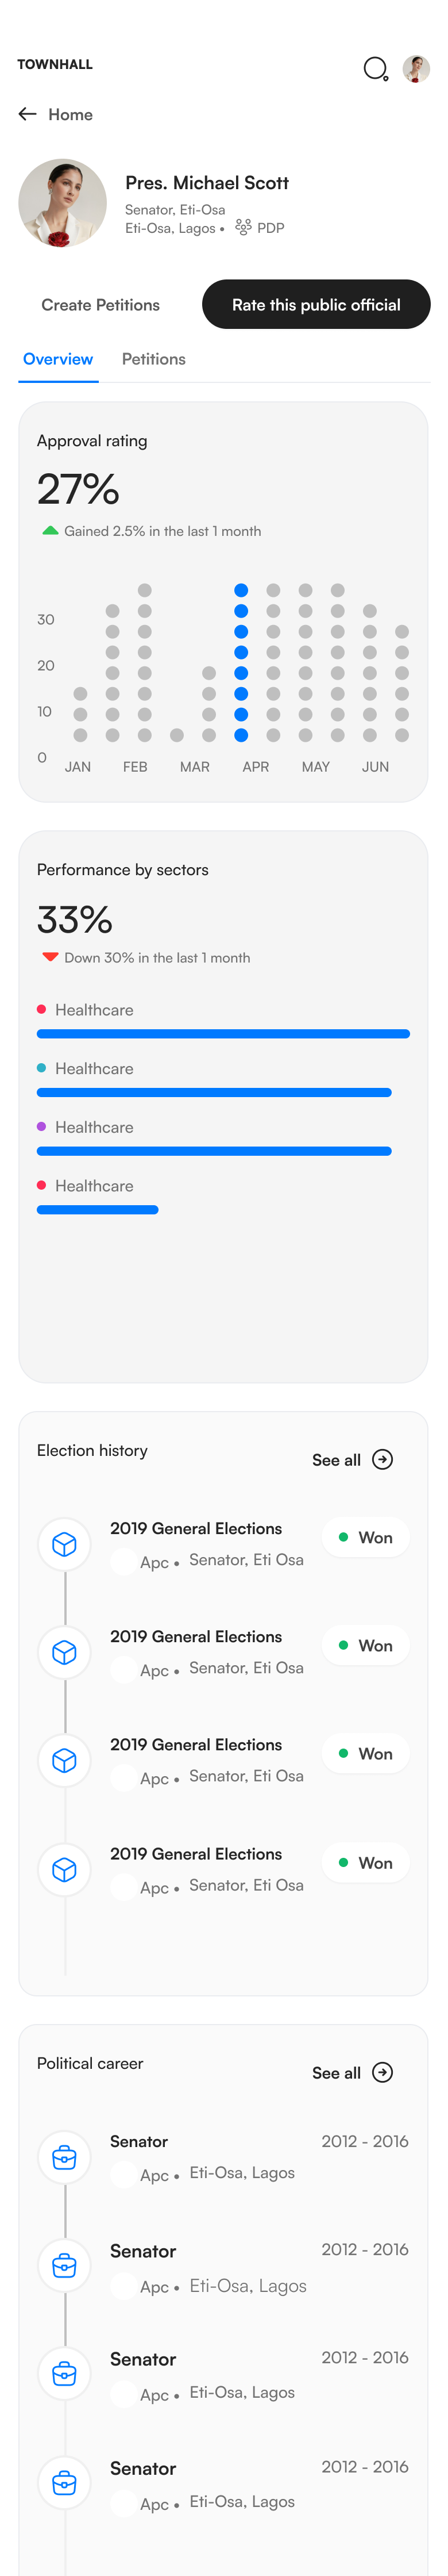 TOWNHALL
Home
Pres. Michael Scott
Senator, Eti-Osa
Eti-Osa, Lagos • PDP
Create Petitions
Rate this public official
Overview
Petitions
Approval rating
27%
Gained 2.5% in the last 1 month
30
20
10
0
JAN FEB MAR APR MAY JUN
Performance by sectors
33%
Down 30% in the last 1 month
Healthcare
Healthcare
Healthcare
Healthcare
Election history
See all
2019 General Elections
Won
Apc • Senator, Eti Osa
2019 General Elections
Won
Apc • Senator, Eti Osa
2019 General Elections
Won
Apc • Senator, Eti Osa
2019 General Elections
Won
Apc • Senator, Eti Osa
Political career
See all
Senator
2012 - 2016
Apc • Eti-Osa, Lagos
Senator
2012 - 2016
Apc • Eti-Osa, Lagos
Senator
2012 - 2016
Apc • Eti-Osa, Lagos
Senator
2012 - 2016
Apc • Eti-Osa, Lagos